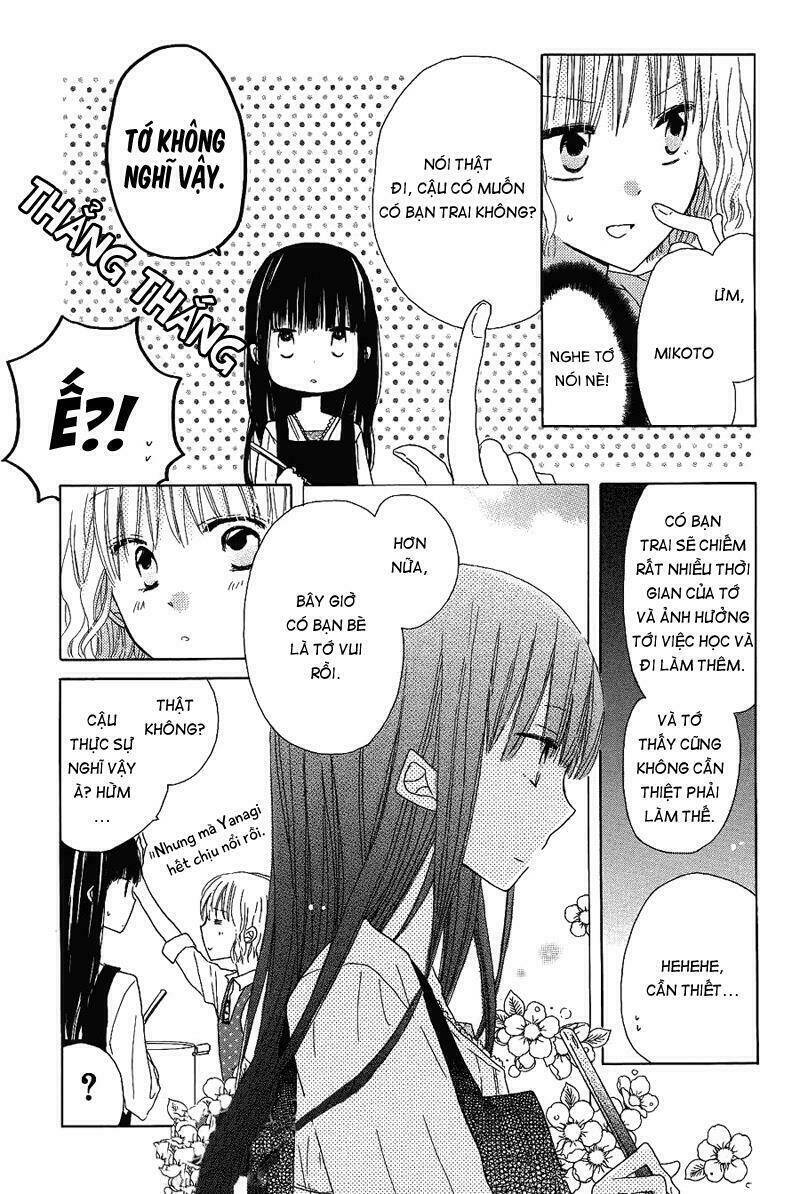 ƯM,
MIKOTO
NGHE TỚ
NÓI NÈ!
NÓI THẬT
ĐI, CẬU CÓ MUỐN
CÓ BẠN TRAI KHÔNG?
TỚ KHÔNG
NGHĨ VẬY.
THẲNG THẮNG
Ế?!
CÓ BẠN
TRAI SẼ CHIẾM
RẤT NHIỀU THỜI
GIAN CỦA TỚ
VÀ ẢNH HƯỞNG
TỚI VIỆC HỌC VÀ
ĐI LÀM THÊM.
VÀ TỚ
THẤY CŨNG
KHÔNG CẦN
THIỆT PHẢI
LÀM THẾ.
HEHEHE,
CẦN THIẾT...
HƠN
NỮA,
BÂY GIỜ
CÓ BẠN BÈ
LÀ TỚ VUI
RỒI.
THẬT
KHÔNG?
CẬU
THỰC SỰ
NGHĨ VẬY
À? HỪM
...
"Nhưng mà Yanagi
hết chịu nổi rồi.
?